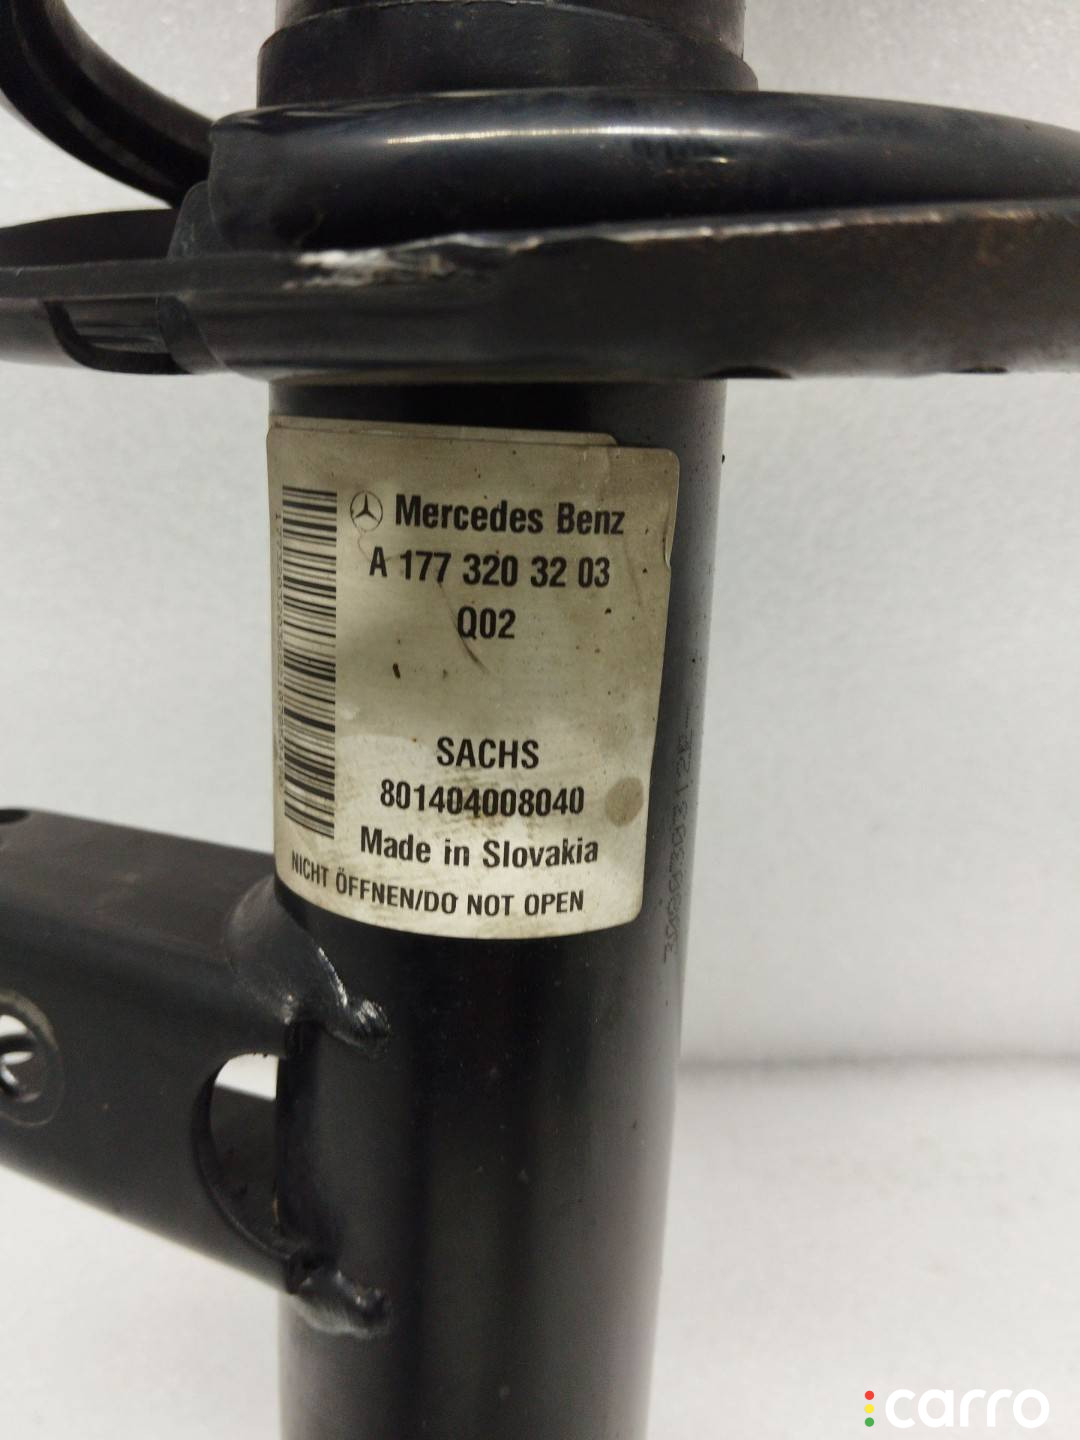 Mercedes Benz
A 177 320 32 03
Q02
SACHS
801404008040
Made in Slovakia
NICHT ÖFFNEN/DO NOT OPEN
carro